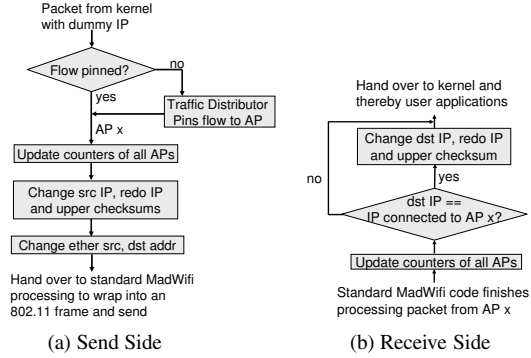 Packet from kernel
with dummy IP
Flow pinned?
no
yes
Traffic Distributor
Pins flow to AP
AP x
Update counters of all APs
Change src IP, redo IP
and upper checksums
Change ether src, dst addr
Hand over to standard MadWifi
processing to wrap into an
802.11 frame and send
(a) Send Side
Hand over to kernel and
thereby user applications
Change dst IP, redo IP
and upper checksum
no
yes
dst IP ==
IP connected to AP x?
Update counters of all APs
Standard MadWifi code finishes
processing packet from AP x
(b) Receive Side